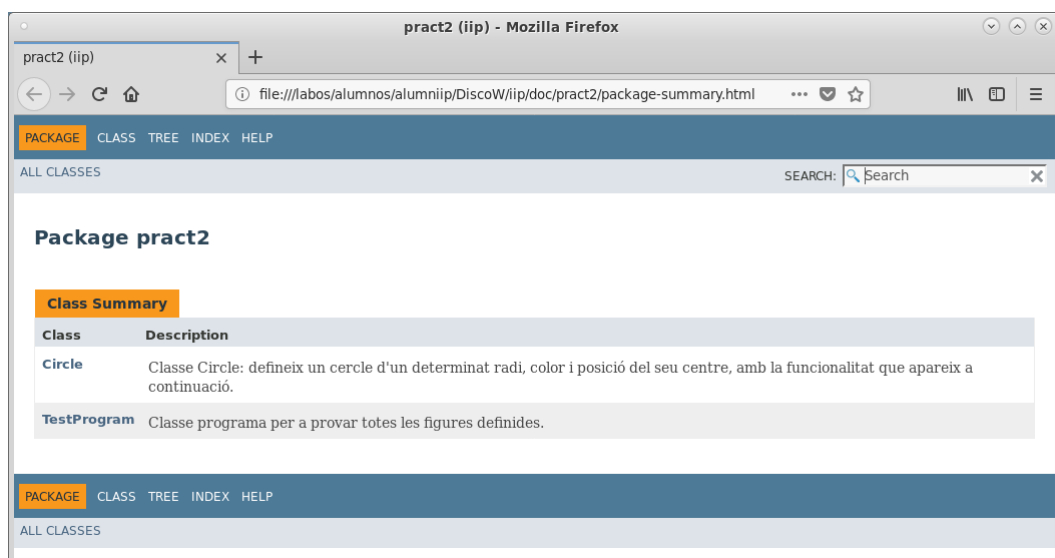 pract2 (iip) - Mozilla Firefox
pract2 (iip)
file:///labos/alumnos/alumniip/DiscoW/iip/doc/pract2/package-summary.html
PACKAGE CLASS TREE INDEX HELP
ALL CLASSES
SEARCH: Search
Package pract2
Class Summary
Class Description
Circle Classe Circle: defineix un cercle d'un determinat radi, color i posició del seu centre, amb la funcionalitat que apareix a
continuació.
TestProgram Classe programa per a provar totes les figures definides.
PACKAGE CLASS TREE INDEX HELP
ALL CLASSES